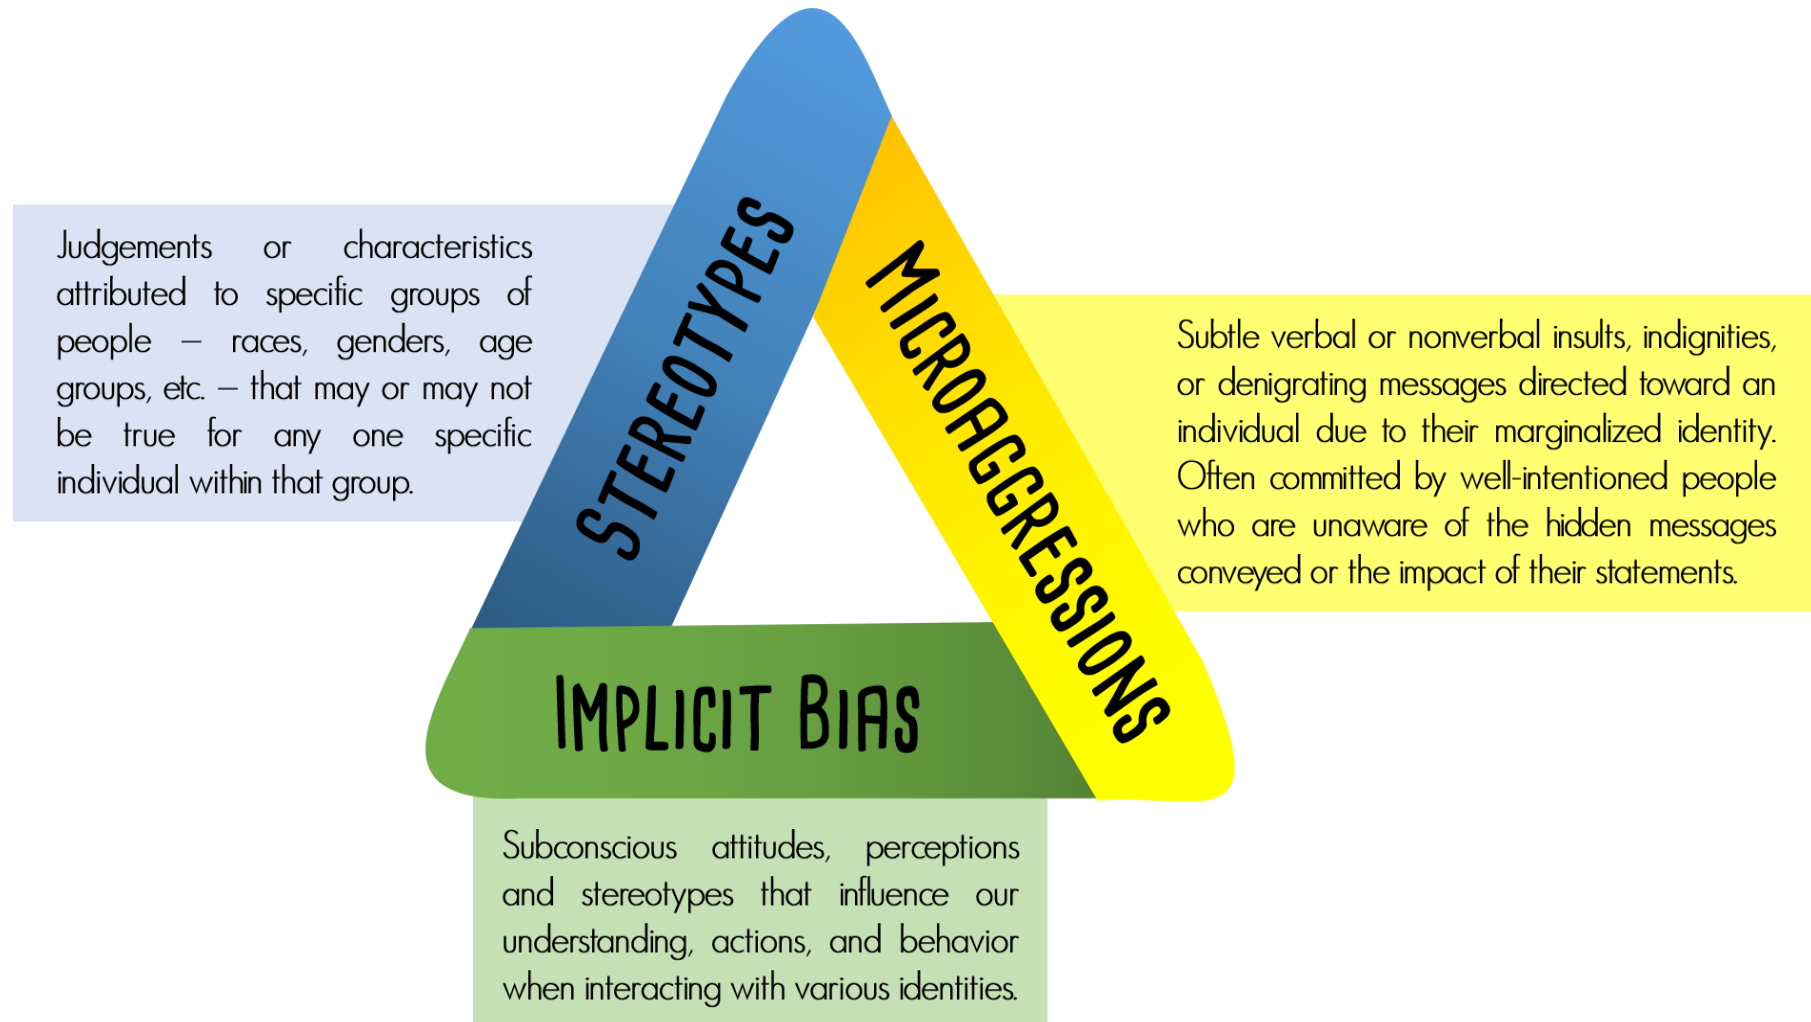 STEREOTYPES
Judgements or characteristics
attributed to specific groups of
people – races, genders, age
groups, etc. – that may or may not
be true for any one specific
individual within that group.
MICROAGGRESSIONS
Subtle verbal or nonverbal insults, indignities,
or denigrating messages directed toward an
individual due to their marginalized identity.
Often committed by well-intentioned people
who are unaware of the hidden messages
conveyed or the impact of their statements.
IMPLICIT BIAS
Subconscious attitudes, perceptions
and stereotypes that influence our
understanding, actions, and behavior
when interacting with various identities.